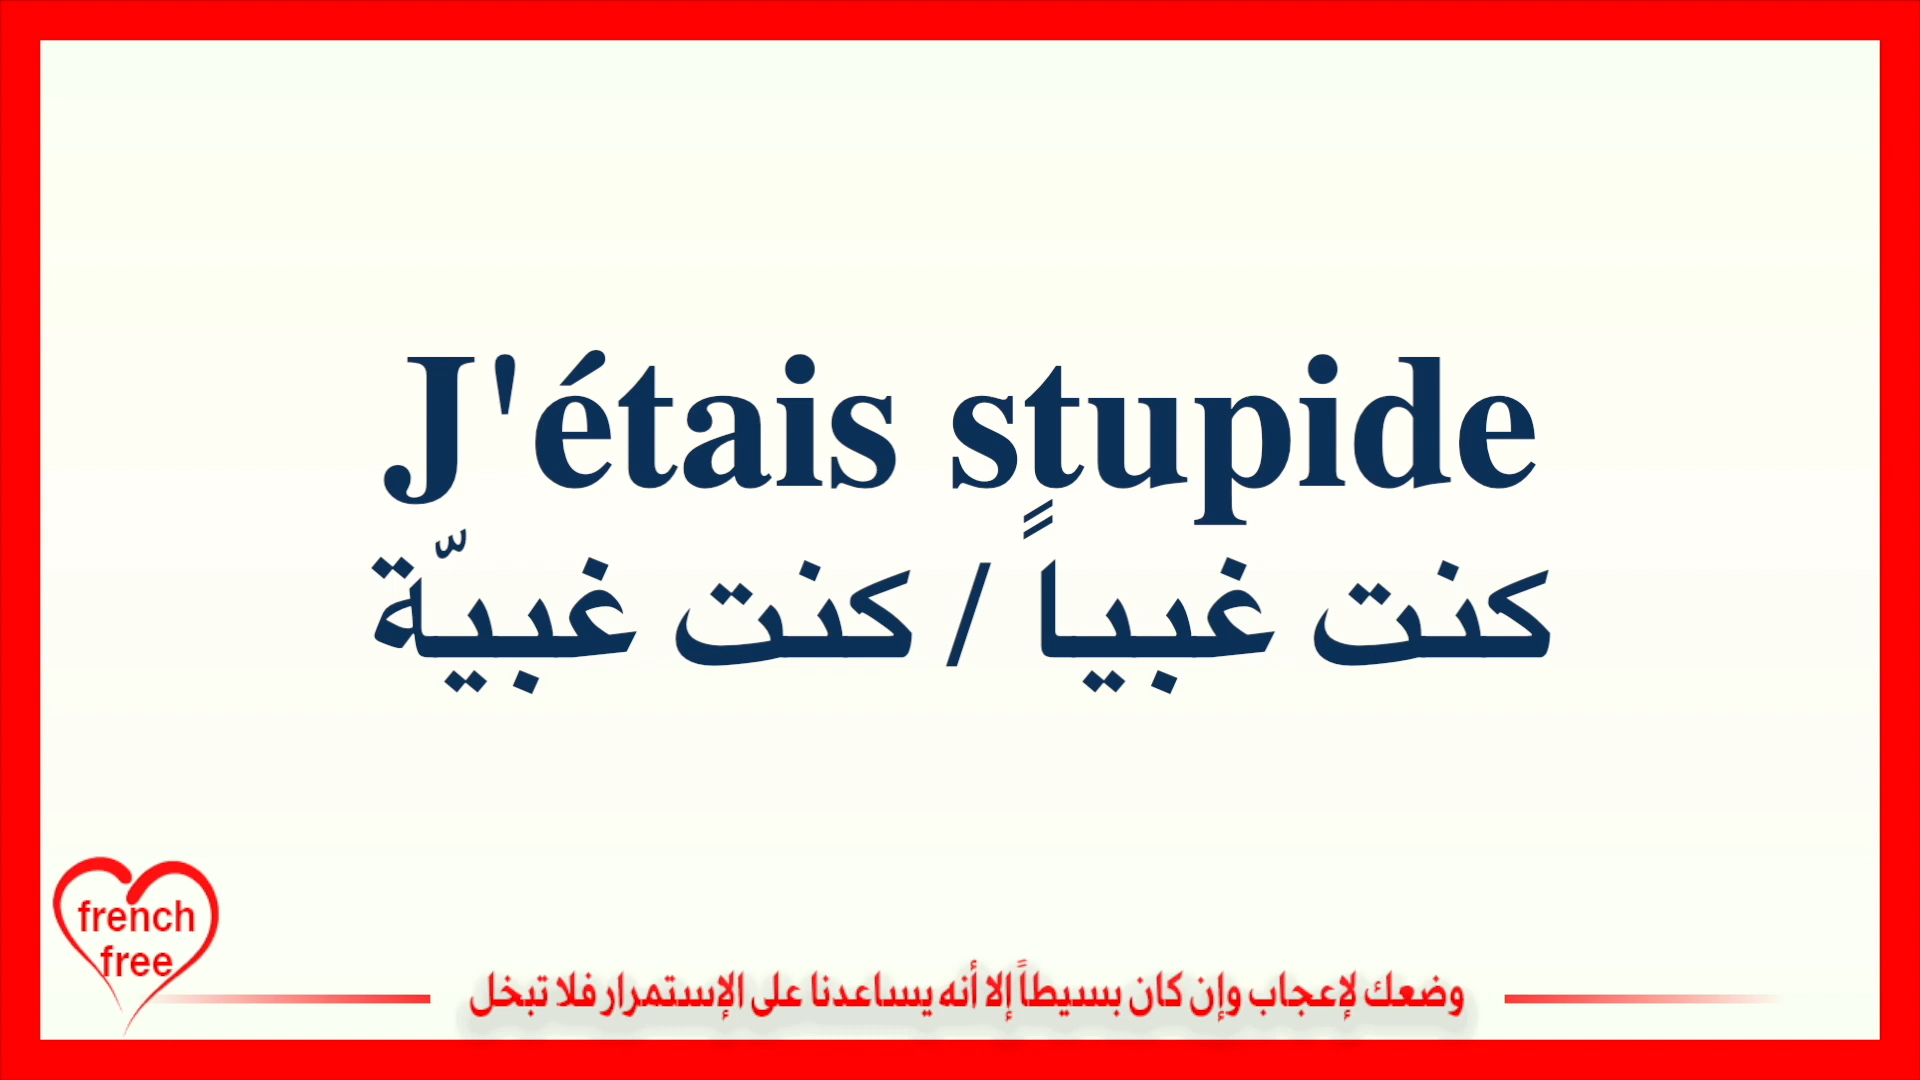 J'étais stupide
كنت غبياً / كنت غبيّة
french
free
وضعك لإعجاب وإن كان بسيطاً إلا أنه يساعدنا على الإستمرار فلا تبخل